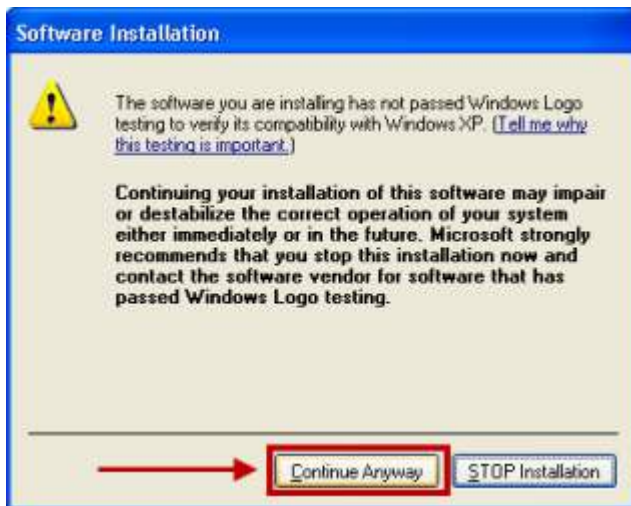 Software Installation
The software you are installing has not passed Windows Logo
testing to verify its compatibility with Windows XP. (Tell me why
this testing is important.)
Continuing your installation of this software may impair
or destabilize the correct operation of your system
either immediately or in the future. Microsoft strongly
recommends that you stop this installation now and
contact the software vendor for software that has
passed Windows Logo testing.
Continue Anyway
STOP Installation